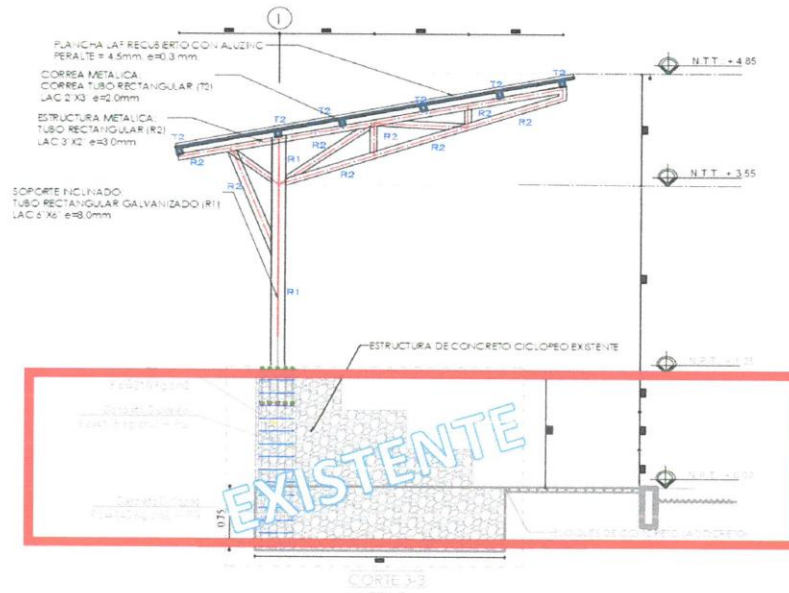 1
PLANCHA LAF RECUBIERTO CON ALUZINC
PERALTE = 4.5mm. e=0.3 mm.
N.T.T. + 4.85
CORREA METALICA:
CORREA TUBO RECTANGULAR (T2)
LAC 2"X3" e=2.0mm
ESTRUCTURA METALICA:
TUBO RECTANGULAR (R2)
LAC 3"X2" e=3.0mm
T2
T2
T2
T2
T2
T2
R2
R2
R1
R2
R2
R2
R2
R2
R2
N.T.T. + 3.55
SOPORTE INCLINADO:
TUBO RECTANGULAR GALVANIZADO (R1)
LAC 6"X6" e=8.0mm
R1
ESTRUCTURA DE CONCRETO CICLOPEO EXISTENTE
EXISTENTE
0.75
CORTE 3-3